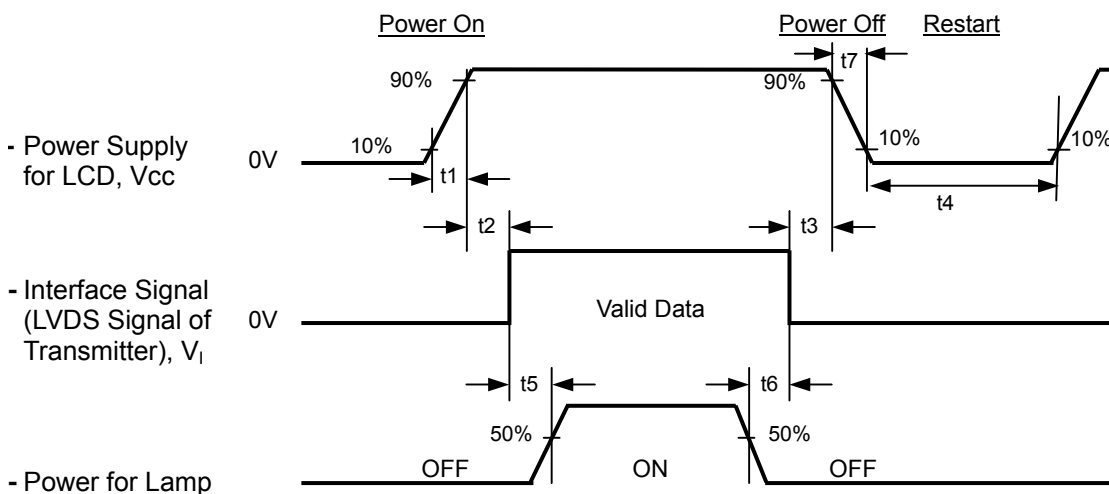 Power On
Power Off
Restart
t7
90%
90%
10%
10%
10%
- Power Supply
for LCD, Vcc
0V
t1
t4
t2
t3
- Interface Signal
(LVDS Signal of
Transmitter), VI
0V
Valid Data
t5
t6
50%
50%
OFF
ON
OFF
- Power for Lamp